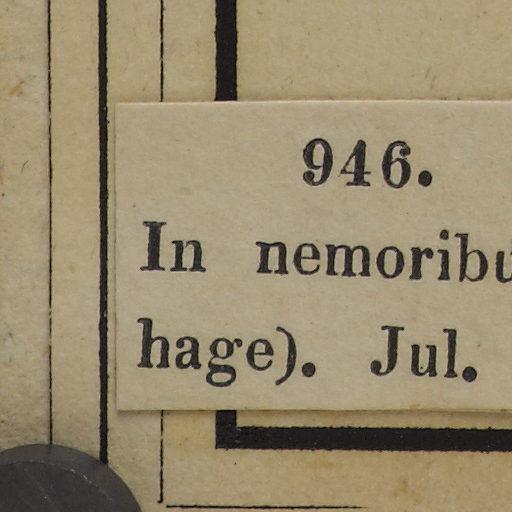 946.
In nemoribu
hage). Jul.